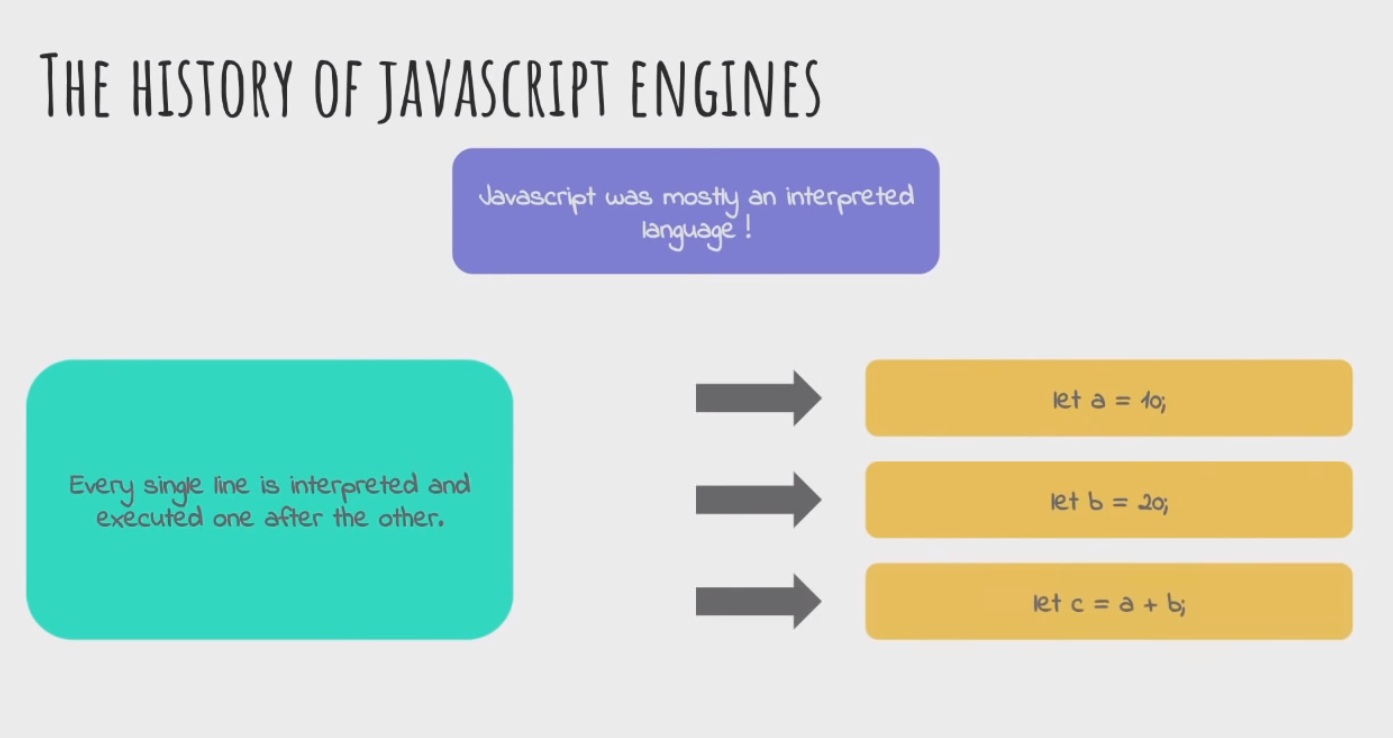 The history of javascript engines
Javascript was mostly an interpreted
language !
Every single line is interpreted and
executed one after the other.
let a = 10;
let b = 20;
let c = a + b;